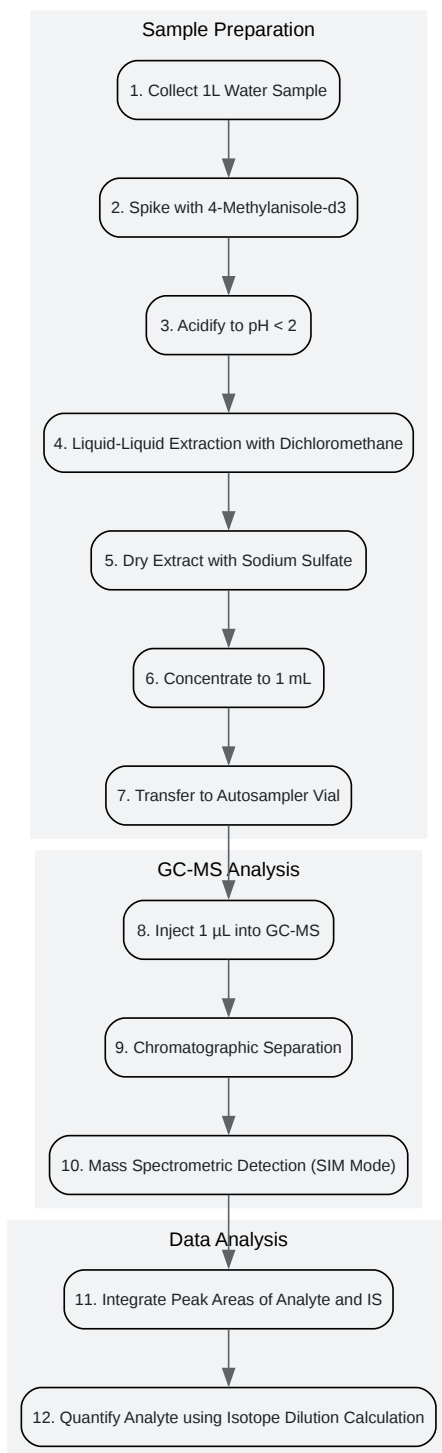 Sample Preparation
1. Collect 1L Water Sample
2. Spike with 4-Methylanisole-d3
3. Acidify to pH < 2
4. Liquid-Liquid Extraction with Dichloromethane
5. Dry Extract with Sodium Sulfate
6. Concentrate to 1 mL
7. Transfer to Autosampler Vial
GC-MS Analysis
8. Inject 1 µL into GC-MS
9. Chromatographic Separation
10. Mass Spectrometric Detection (SIM Mode)
Data Analysis
11. Integrate Peak Areas of Analyte and IS
12. Quantify Analyte using Isotope Dilution Calculation